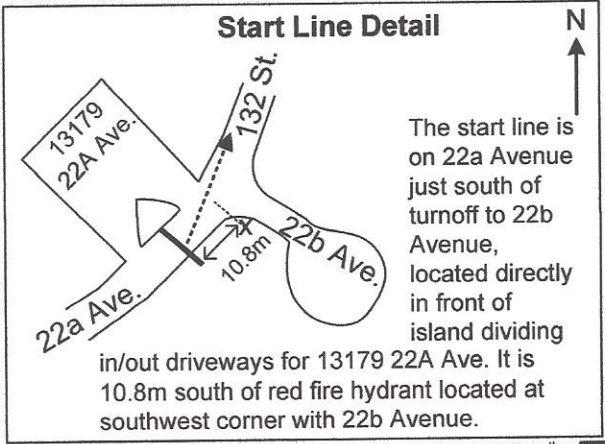 Start Line Detail
N
132 St.
13179
22A Ave.
The start line is
on 22a Avenue
just south of
turnoff to 22b
Avenue,
located directly
in front of
island dividing
in/out driveways for 13179 22A Ave. It is
10.8m south of red fire hydrant located at
southwest corner with 22b Avenue.
22b Ave.
10.8m
22a Ave.